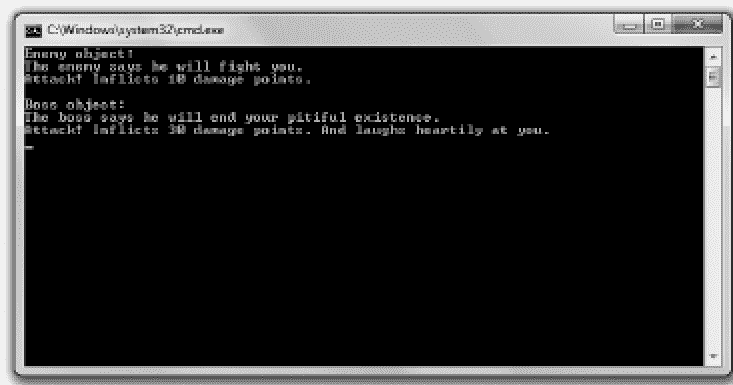 C:\Windows\system32\cmd.exe
Enemy object:
The enemy says he will fight you.
Attack! Inflicts 10 damage points.
Boss object:
The boss says he will end your pitiful existence.
Attack! Inflicts 30 damage points. And laughs heartily at you.